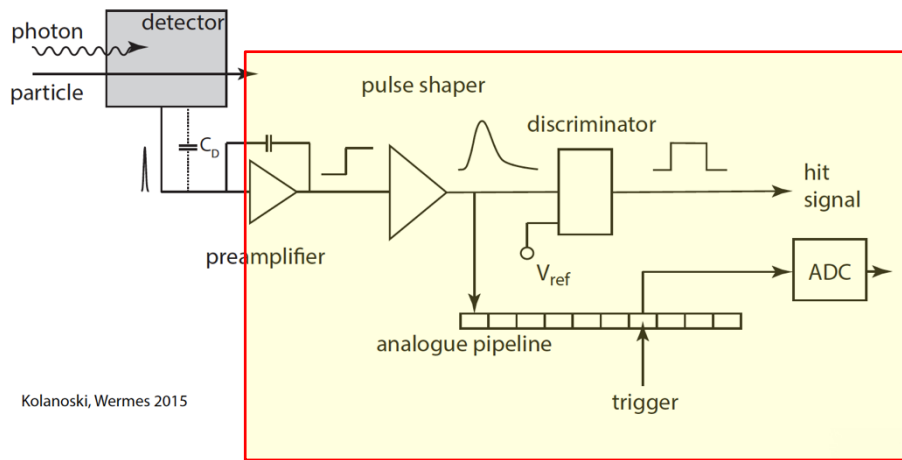 detector
photon
particle
pulse shaper
C_D
discriminator
hit
signal
preamplifier
V_ref
ADC
analogue pipeline
trigger
Kolanoski, Wermes 2015